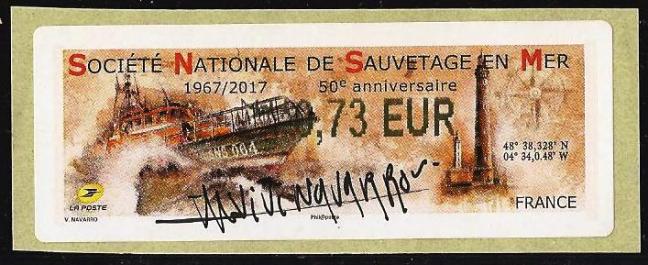 SOCIÉTÉ NATIONALE DE SAUVETAGE EN MER
1967/2017 50e anniversaire
0,73 EUR
SNS 064
48° 38,328' N
04° 34,0.48' W
LA POSTE
V. NAVARRO
Phil@poste
FRANCE